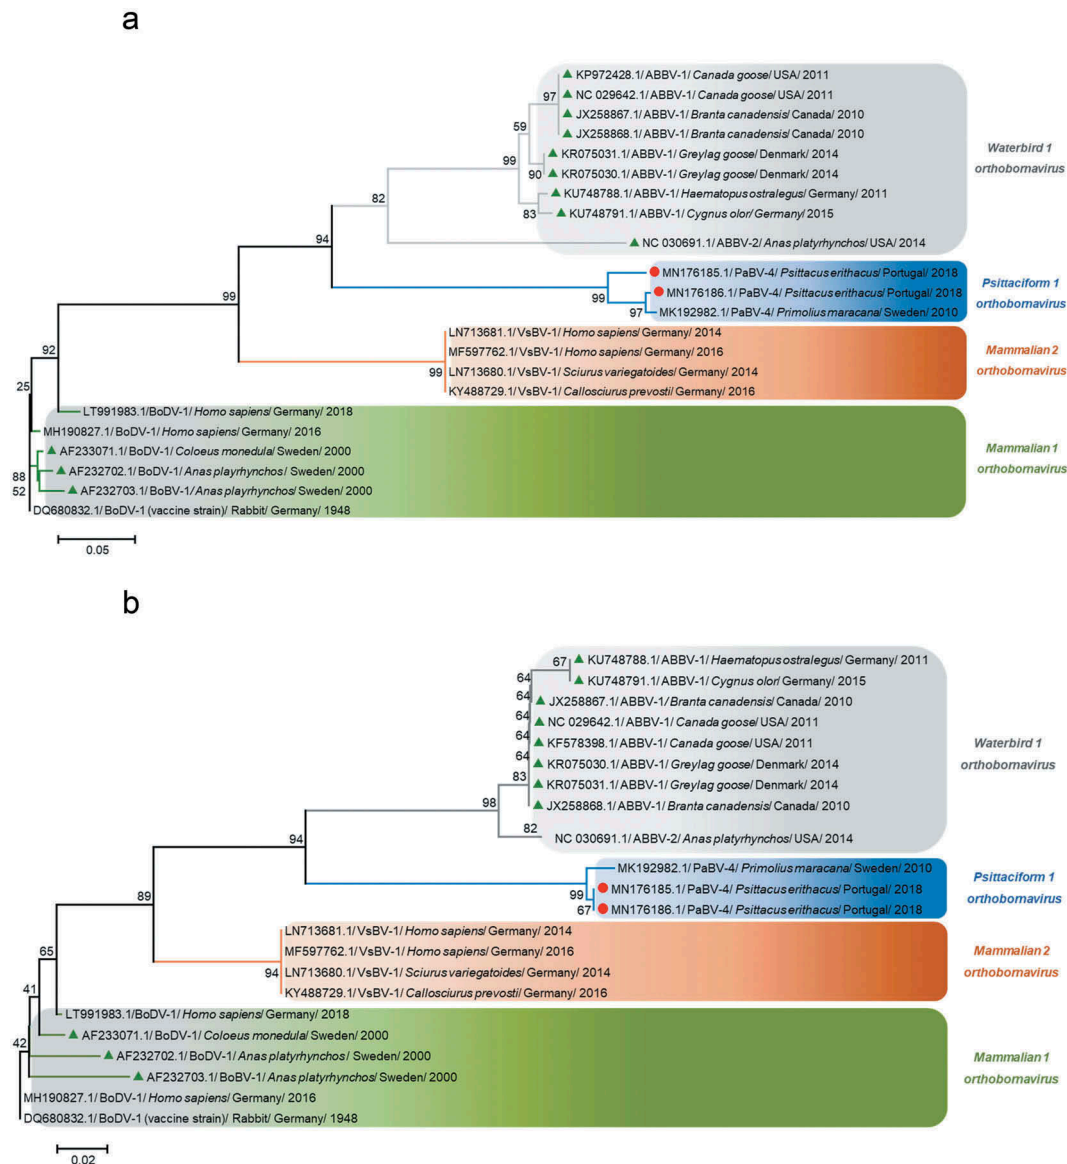 a
KP972428.1/ ABBV-1/ Canada goose/ USA/ 2011
97
NC 029642.1/ ABBV-1/ Canada goose/ USA/ 2011
JX258867.1/ ABBV-1/ Branta canadensis/ Canada/ 2010
59
JX258868.1/ ABBV-1/ Branta canadensis/ Canada/ 2010
Waterbird 1
orthobornavirus
KR075031.1/ ABBV-1/ Greylag goose/ Denmark/ 2014
99
90
KR075030.1/ ABBV-1/ Greylag goose/ Denmark/ 2014
KU748788.1/ ABBV-1/ Haematopus ostralegus/ Germany/ 2011
82
83
KU748791.1/ ABBV-1/ Cygnus olor/ Germany/ 2015
94
NC 030691.1/ ABBV-2/ Anas platyrhynchos/ USA/ 2014
MN176185.1/ PaBV-4/ Psittacus erithacus/ Portugal/ 2018
99
MN176186.1/ PaBV-4/ Psittacus erithacus/ Portugal/ 2018
Psittaciform 1
orthobornavirus
97
MK192982.1/ PaBV-4/ Primolius maracana/ Sweden/ 2010
99
LN713681.1/ VsBV-1/ Homo sapiens/ Germany/ 2014
MF597762.1/ VsBV-1/ Homo sapiens/ Germany/ 2016
Mammalian 2
orthobornavirus
99
LN713680.1/ VsBV-1/ Sciurus variegatoides/ Germany/ 2014
KY488729.1/ VsBV-1/ Callosciurus prevosti/ Germany/ 2016
92
25
LT991983.1/ BoDV-1/ Homo sapiens/ Germany/ 2018
MH190827.1/ BoDV-1/ Homo sapiens/ Germany/ 2016
AF233071.1/ BoDV-1/ Coloeus monedula/ Sweden/ 2000
Mammalian 1
orthobornavirus
88
AF232702.1/ BoDV-1/ Anas playrhynchos/ Sweden/ 2000
52
AF232703.1/ BoBV-1/ Anas playrhynchos/ Sweden/ 2000
DQ680832.1/ BoDV-1 (vaccine strain)/ Rabbit/ Germany/ 1948
0.05
b
67
KU748788.1/ ABBV-1/ Haematopus ostralegus/ Germany/ 2011
64
KU748791.1/ ABBV-1/ Cygnus olor/ Germany/ 2015
64
JX258867.1/ ABBV-1/ Branta canadensis/ Canada/ 2010
64
NC 029642.1/ ABBV-1/ Canada goose/ USA/ 2011
KF578398.1/ ABBV-1/ Canada goose/ USA/ 2011
Waterbird 1
orthobornavirus
64
KR075030.1/ ABBV-1/ Greylag goose/ Denmark/ 2014
83
KR075031.1/ ABBV-1/ Greylag goose/ Denmark/ 2014
98
JX258868.1/ ABBV-1/ Branta canadensis/ Canada/ 2010
82
NC 030691.1/ ABBV-2/ Anas platyrhynchos/ USA/ 2014
94
MK192982.1/ PaBV-4/ Primolius maracana/ Sweden/ 2010
99
MN176185.1/ PaBV-4/ Psittacus erithacus/ Portugal/ 2018
Psittaciform 1
orthobornavirus
67
MN176186.1/ PaBV-4/ Psittacus erithacus/ Portugal/ 2018
89
LN713681.1/ VsBV-1/ Homo sapiens/ Germany/ 2014
MF597762.1/ VsBV-1/ Homo sapiens/ Germany/ 2016
Mammalian 2
orthobornavirus
94
LN713680.1/ VsBV-1/ Sciurus variegatoides/ Germany/ 2014
KY488729.1/ VsBV-1/ Callosciurus prevosti/ Germany/ 2016
65
41
LT991983.1/BoDV-1/ Homo sapiens/ Germany/ 2018
AF233071.1/ BoDV-1/ Coloeus monedula/ Sweden/ 2000
42
AF232702.1/ BoDV-1/ Anas platyrhynchos/ Sweden/ 2000
Mammalian 1
orthobornavirus
AF232703.1/ BoBV-1/ Anas platyrhynchos/ Sweden/ 2000
MH190827.1/ BoDV-1/ Homo sapiens/ Germany/ 2016
DQ680832.1/ BoDV-1 (vaccine strain)/ Rabbit/ Germany/ 1948
0.02